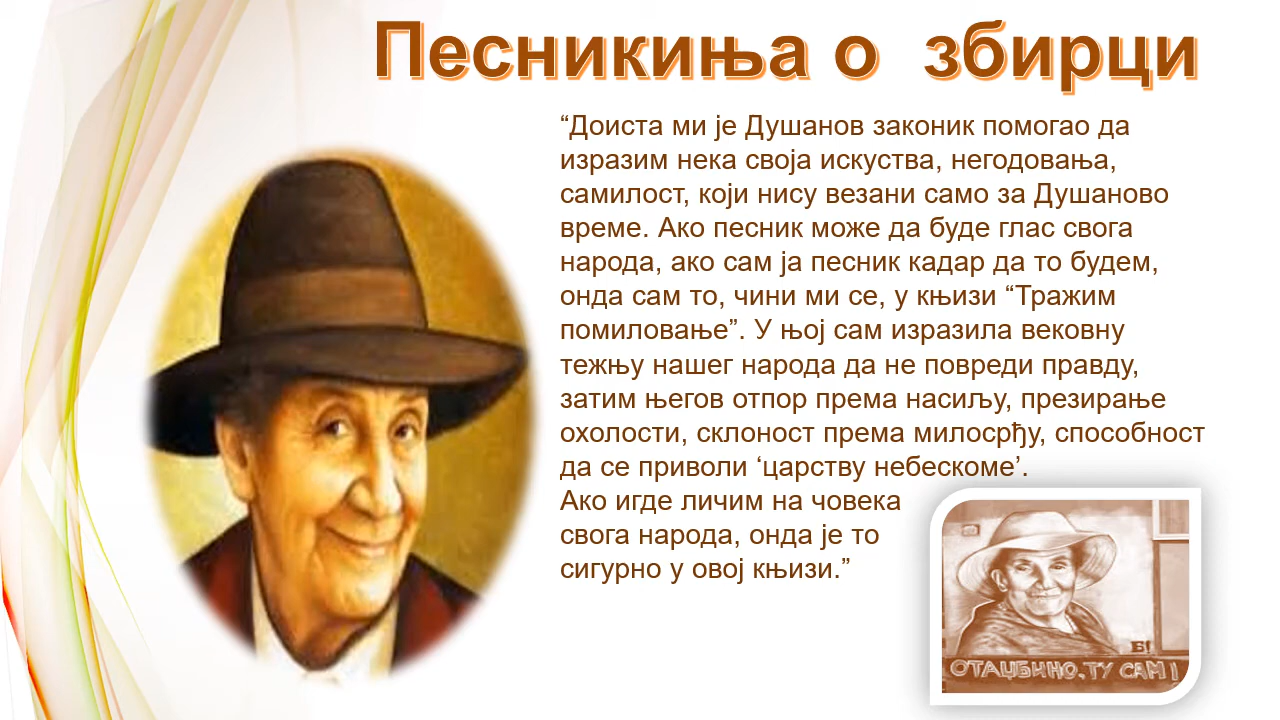 Песникиња о збирци
“Доиста ми је Душанов законик помогао да
изразим нека своја искуства, негодовања,
самилост, који нису везани само за Душаново
време. Ако песник може да буде глас свога
народа, ако сам ја песник кадар да то будем,
онда сам то, чини ми се, у књизи “Тражим
помиловање”. У њој сам изразила вековну
тежњу нашег народа да не повреди правду,
затим његов отпор према насиљу, презирање
охолости, склоност према милосрђу, способност
да се приволи ‘царству небескоме’.
Ако игде личим на човека
свога народа, онда је то
сигурно у овој књизи.”
Б!
ОТАЏБИНО, ТУ САМ!